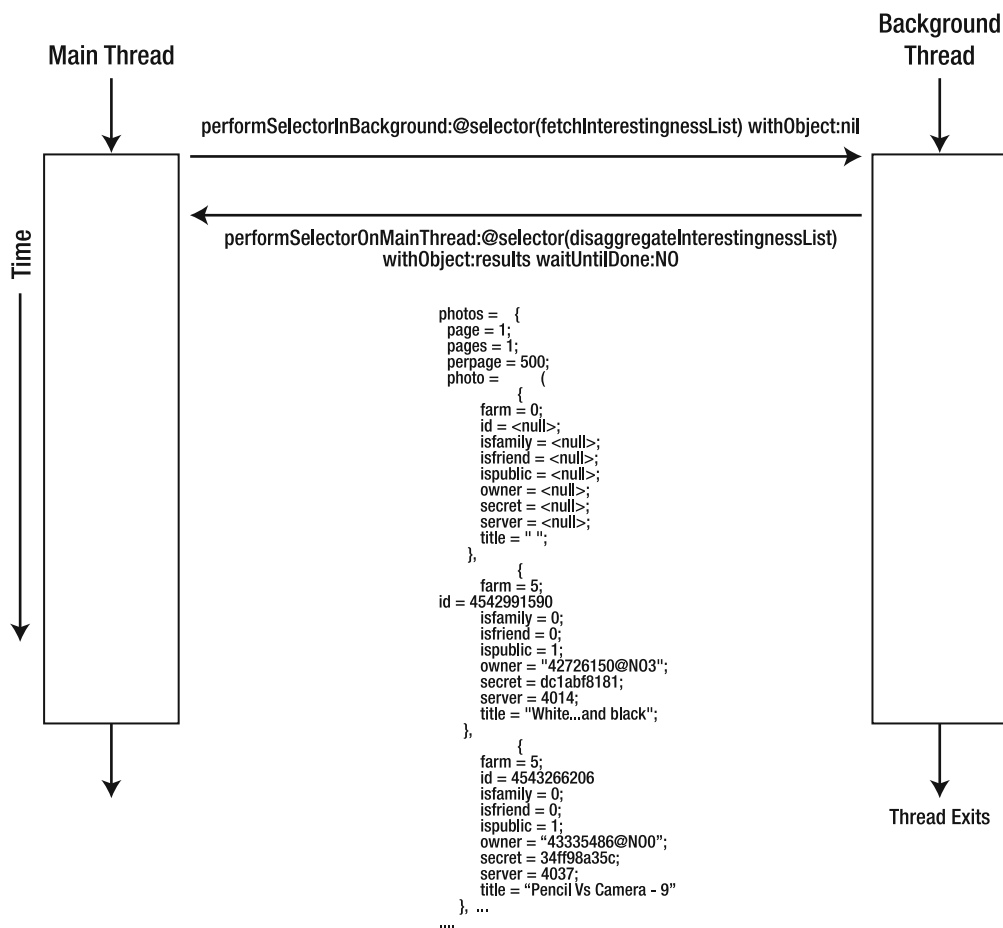 Main Thread
Background
Thread
performSelectorInBackground:@selector(fetchInterestingnessList) withObject:nil
performSelectorOnMainThread:@selector(disaggregateInterestingnessList)
withObject:results waitUntilDone:NO
Time
photos = {
page = 1;
pages = 1;
perpage = 500;
photo = (
{
farm = 0;
id = <null>;
isfamily = <null>;
isfriend = <null>;
ispublic = <null>;
owner = <null>;
secret = <null>;
server = <null>;
title = " ";
},
{
farm = 5;
id = 4542991590
isfamily = 0;
isfriend = 0;
ispublic = 1;
owner = "42726150@N03";
secret = dc1abf8181;
server = 4014;
title = "White...and black";
},
{
farm = 5;
id = 4543266206
isfamily = 0;
isfriend = 0;
ispublic = 1;
owner = “43335486@N00”;
secret = 34ff98a35c;
server = 4037;
title = “Pencil Vs Camera - 9”
}, ...
....
Thread Exits